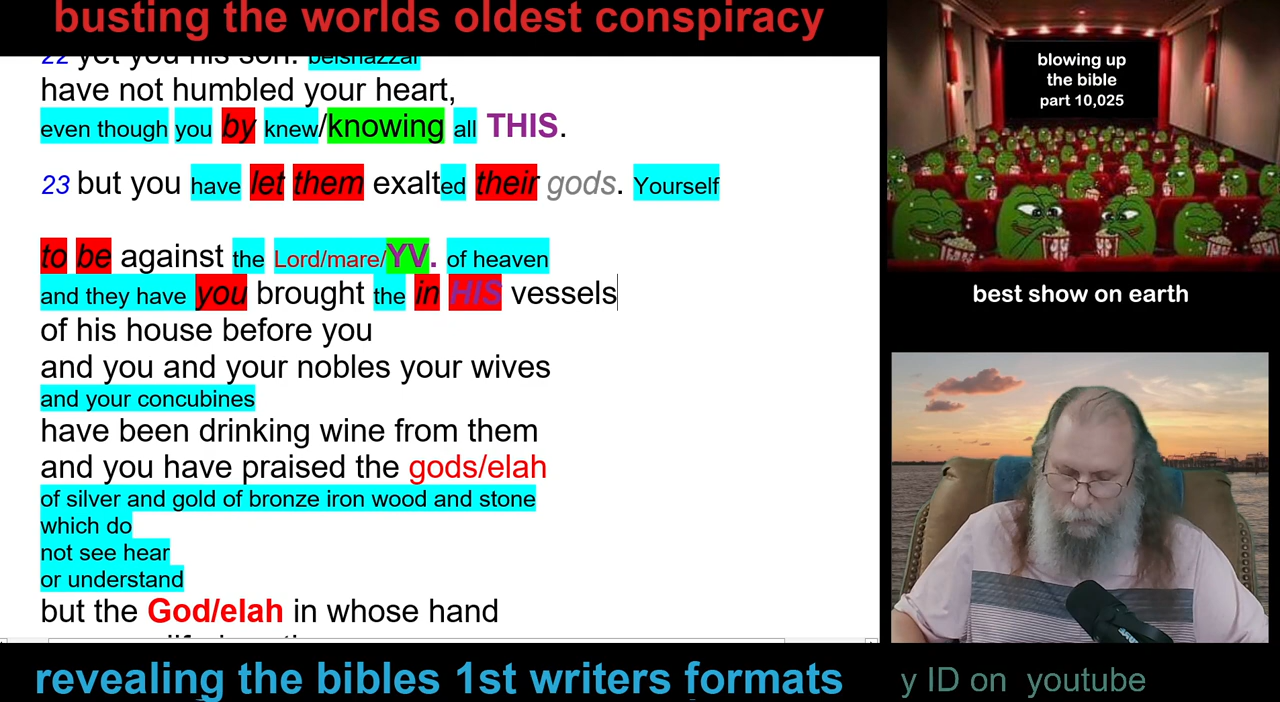 busting the worlds oldest conspiracy
22 yet you his son. belshazzar
have not humbled your heart,
even though you by knew/knowing all THIS.
23 but you have let them exalted their gods. Yourself
to be against the Lord/mare/YV. of heaven
and they have you brought the in HIS vessels
of his house before you
and you and your nobles your wives
and your concubines
have been drinking wine from them
and you have praised the gods/elah
of silver and gold of bronze iron wood and stone
which do
not see hear
or understand
but the God/elah in whose hand
blowing up
the bible
part 10,025
best show on earth
revealing the bibles 1st writers formats
y ID on youtube